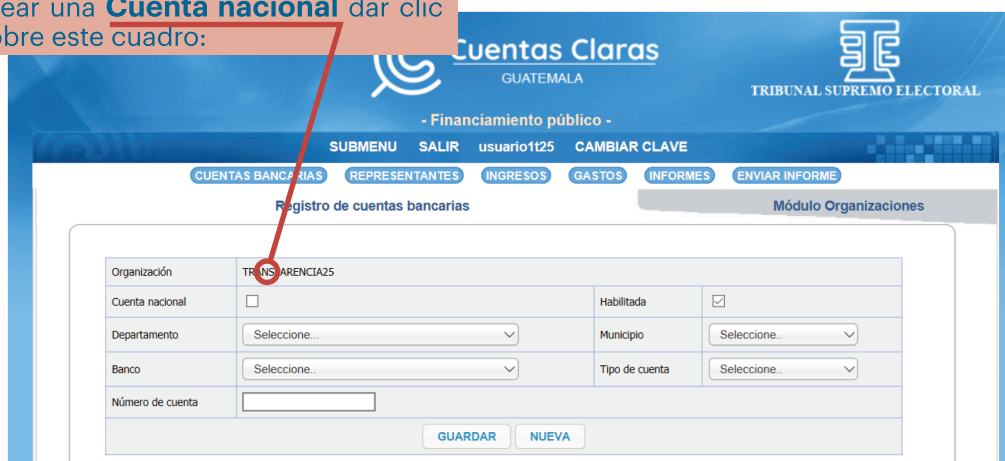 ear una Cuenta nacional dar clic
bre este cuadro:
Cuentas Claras
GUATEMALA
TRIBUNAL SUPREMO ELECTORAL
- Financiamiento público -
SUBMENU SALIR usuario1t25 CAMBIAR CLAVE
CUENTAS BANCARIAS REPRESENTANTES INGRESOS GASTOS INFORMES ENVIAR INFORME
Registro de cuentas bancarias Módulo Organizaciones
Organización TRANSPARENCIA25
Cuenta nacional Habilitada
Departamento Seleccione... Municipio Seleccione..
Banco Seleccione.. Tipo de cuenta Seleccione..
Número de cuenta
GUARDAR NUEVA